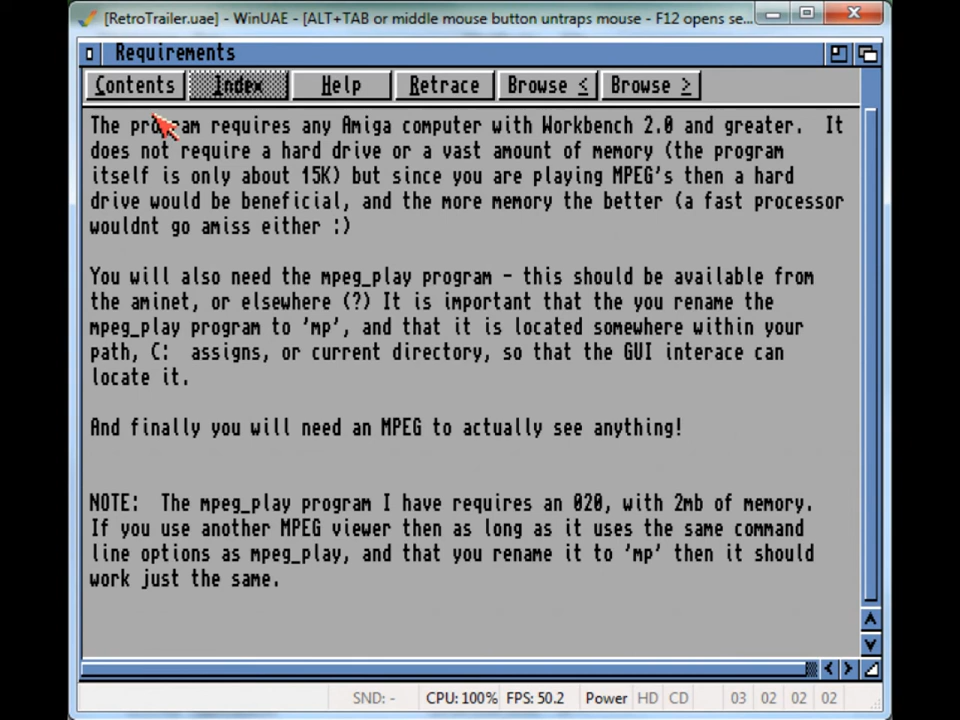 [RetroTrailer.uae] - WinUAE - [ALT+TAB or middle mouse button untraps mouse - F12 opens se...
Requirements
Contents Index Help Retrace Browse < Browse >
The program requires any Amiga computer with Workbench 2.0 and greater. It
does not require a hard drive or a vast amount of memory (the program
itself is only about 15K) but since you are playing MPEG's then a hard
drive would be beneficial, and the more memory the better (a fast processor
wouldnt go amiss either :)
You will also need the mpeg_play program - this should be available from
the aminet, or elsewhere (?) It is important that the you rename the
mpeg_play program to 'mp', and that it is located somewhere within your
path, C: assigns, or current directory, so that the GUI interace can
locate it.
And finally you will need an MPEG to actually see anything!
NOTE: The mpeg_play program I have requires an 020, with 2mb of memory.
If you use another MPEG viewer then as long as it uses the same command
line options as mpeg_play, and that you rename it to 'mp' then it should
work just the same.
SND: - CPU: 100% FPS: 50.2 Power HD CD 03 02 02 02